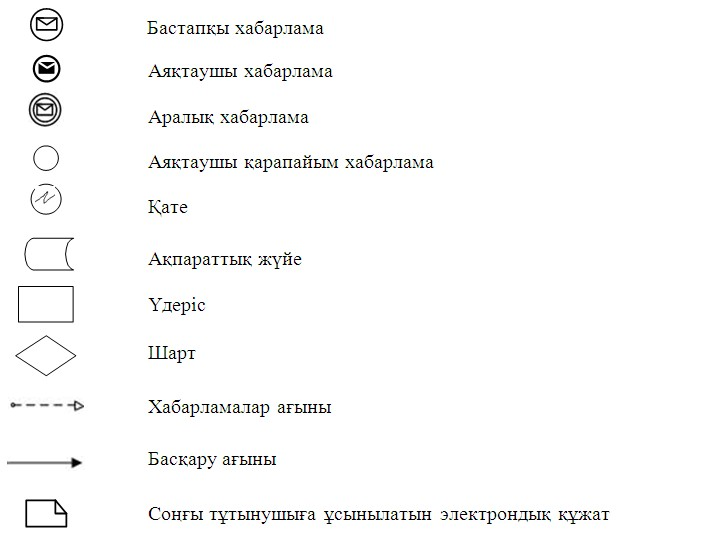 Бастапқы хабарлама
Аяқтаушы хабарлама
Аралық хабарлама
Аяқтаушы қарапайым хабарлама
Қате
Ақпараттық жүйе
Үдеріс
Шарт
Хабарламалар ағыны
Басқару ағыны
Соңғы тұтынушыға ұсынылатын электрондық құжат